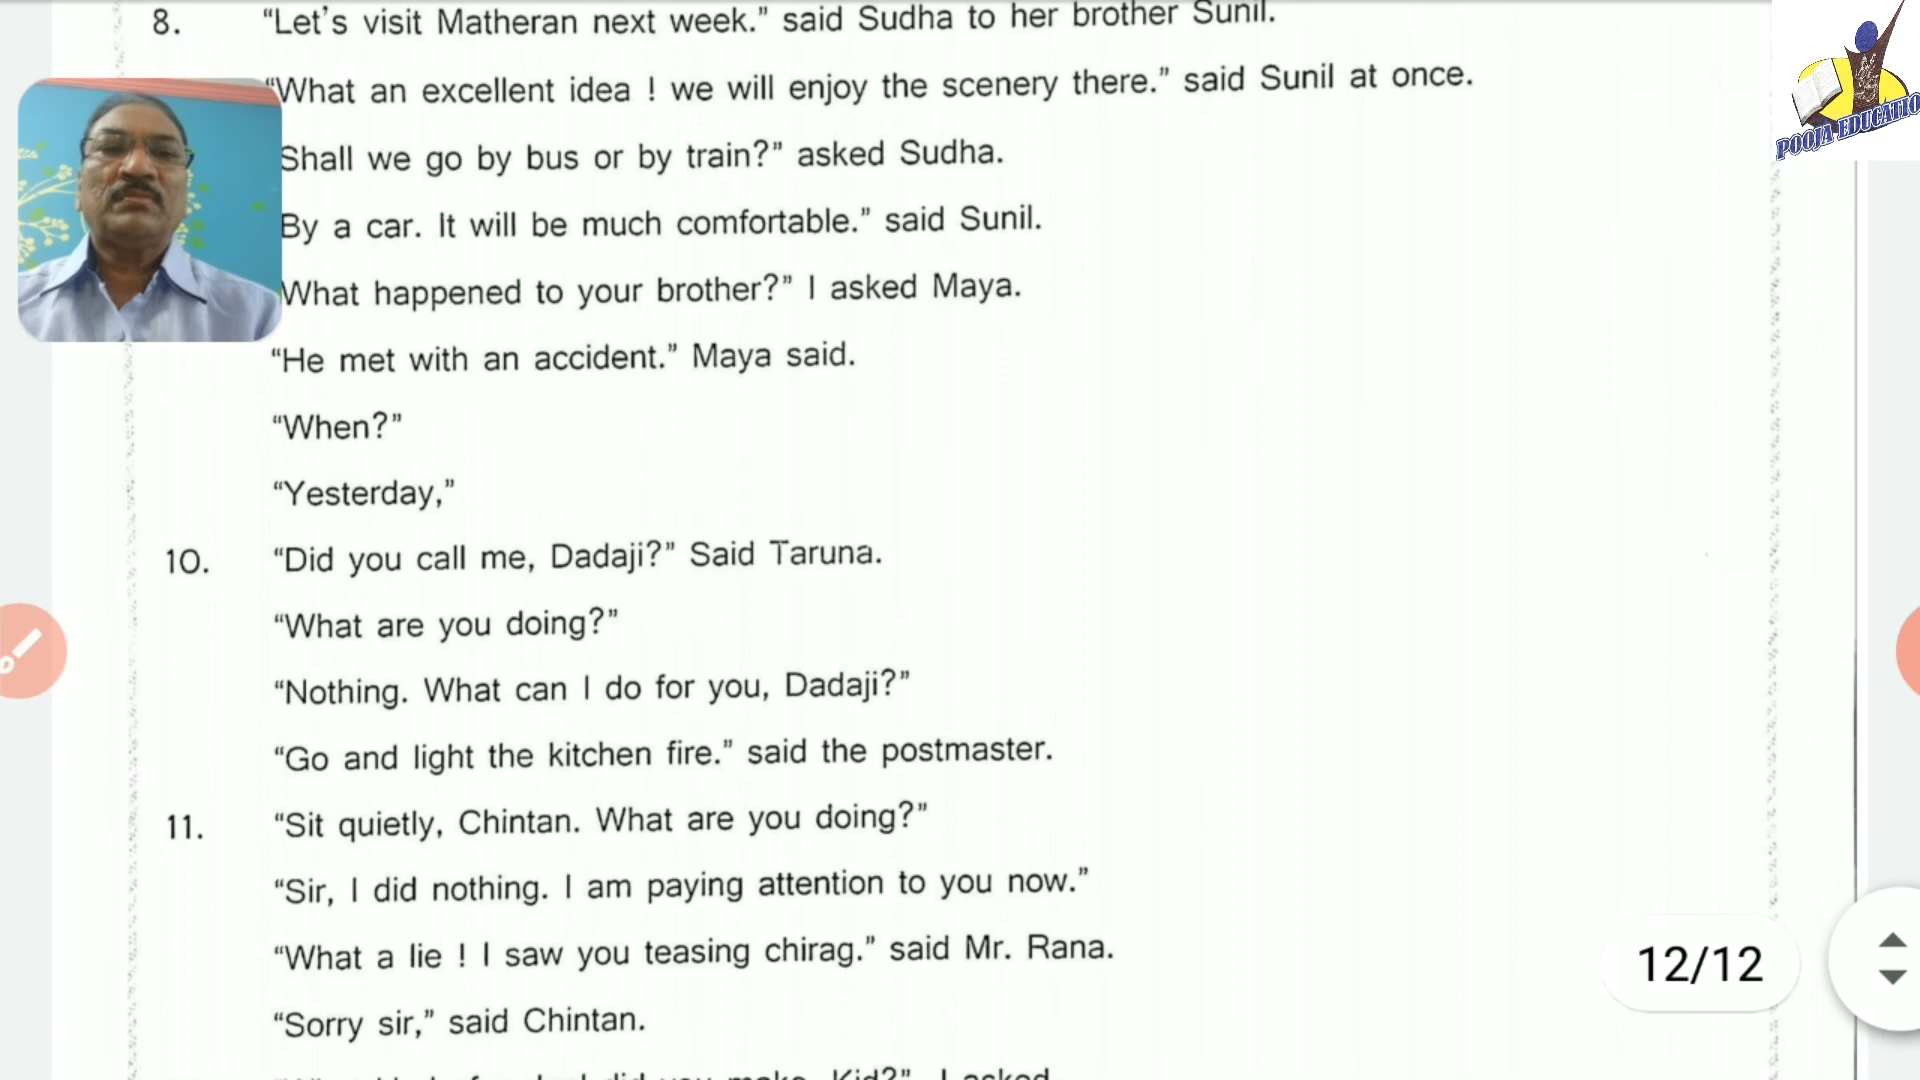 8. “Let’s visit Matheran next week.” said Sudha to her brother Sunil.
“What an excellent idea ! we will enjoy the scenery there.” said Sunil at once.
Shall we go by bus or by train?” asked Sudha.
By a car. It will be much comfortable.” said Sunil.
What happened to your brother?” I asked Maya.
“He met with an accident.” Maya said.
“When?”
“Yesterday,”
10. “Did you call me, Dadaji?” Said Taruna.
“What are you doing?”
“Nothing. What can I do for you, Dadaji?”
“Go and light the kitchen fire.” said the postmaster.
11. “Sit quietly, Chintan. What are you doing?”
“Sir, I did nothing. I am paying attention to you now.”
“What a lie ! I saw you teasing chirag.” said Mr. Rana.
“Sorry sir,” said Chintan.
did you make, Kid?” I asked
POOJA EDUCATIO
12/12